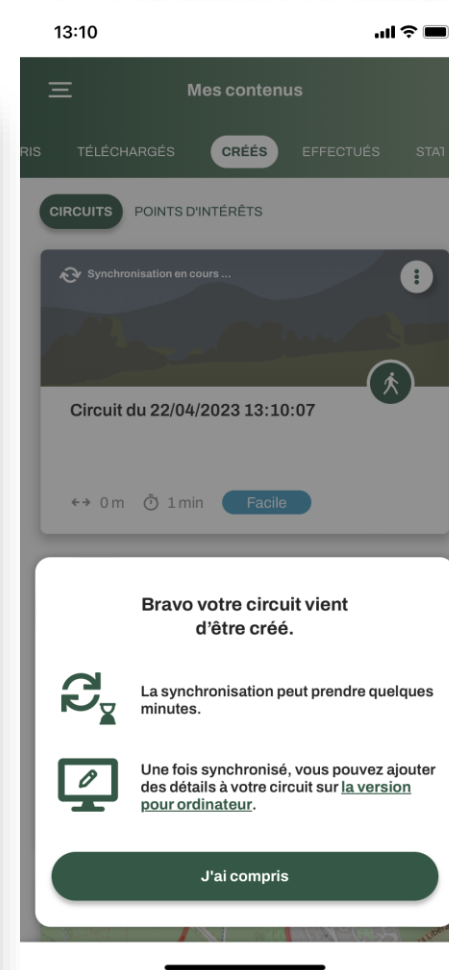 13:10
Mes contenus
RIS TÉLÉCHARGÉS CRÉÉS EFFECTUÉS STAT
CIRCUITS POINTS D'INTÉRÊTS
Synchronisation en cours ...
Circuit du 22/04/2023 13:10:07
0 m 1 min Facile
Bravo votre circuit vient
d'être créé.
La synchronisation peut prendre quelques
minutes.
Une fois synchronisé, vous pouvez ajouter
des détails à votre circuit sur la version
pour ordinateur.
J'ai compris